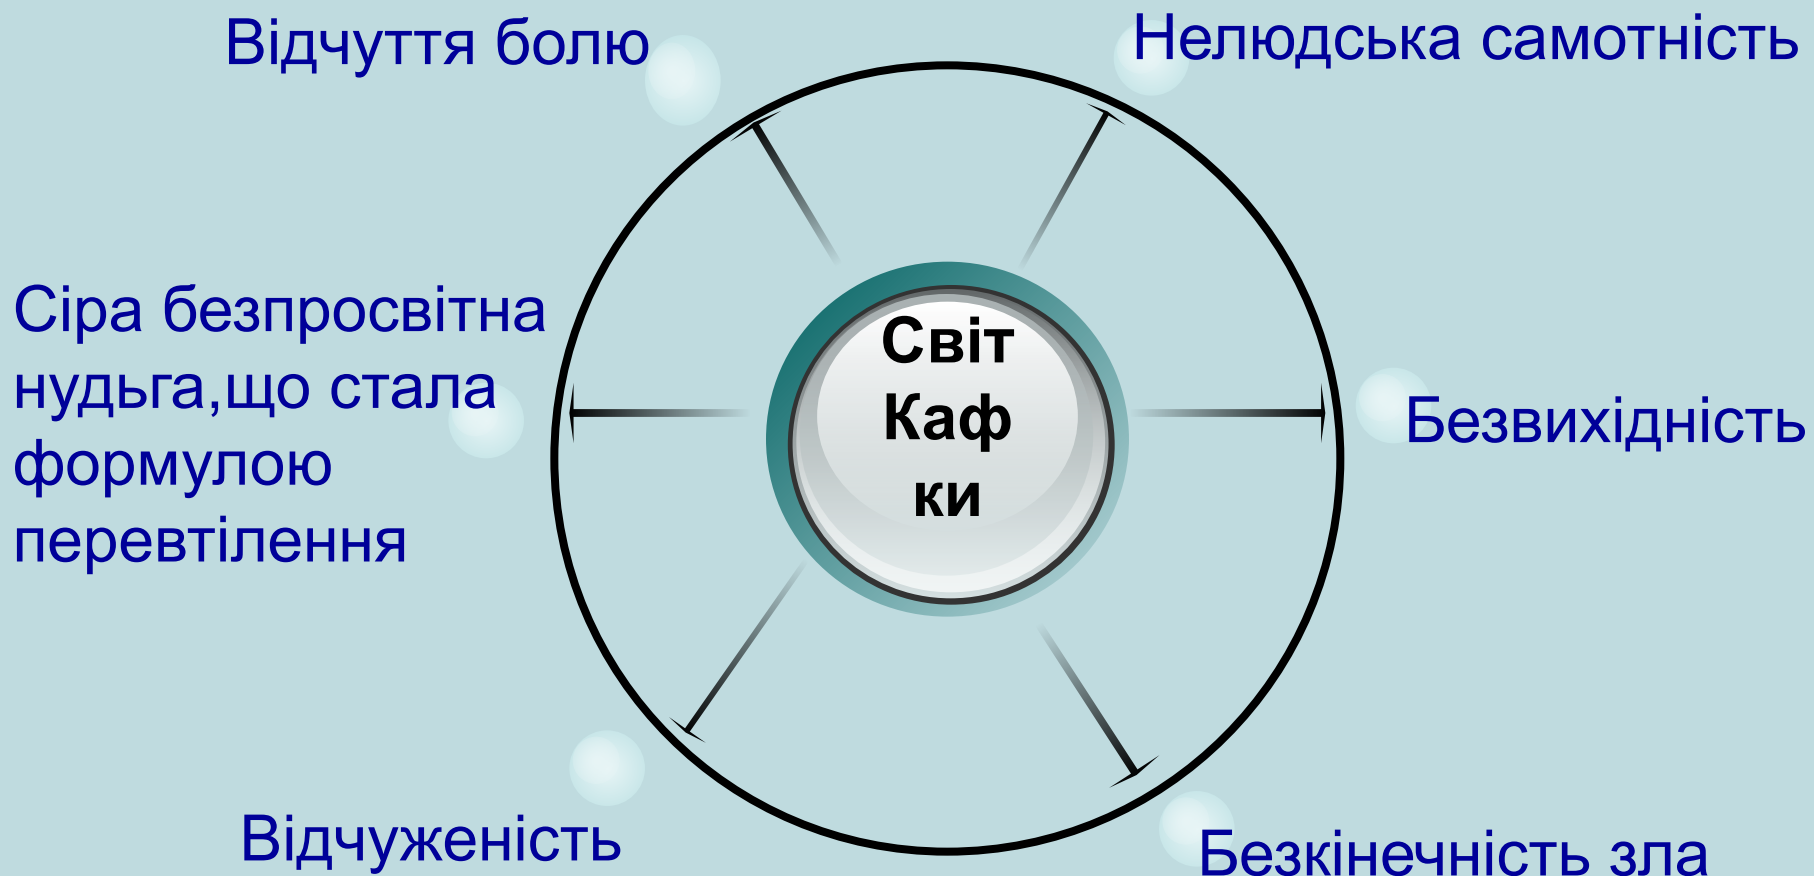 Відчуття болю
Нелюдська самотність
Сіра безпросвітна
нудьга,що стала
формулою
перевтілення
Світ
Каф
ки
Безвихідність
Відчуженість
Безкінечність зла